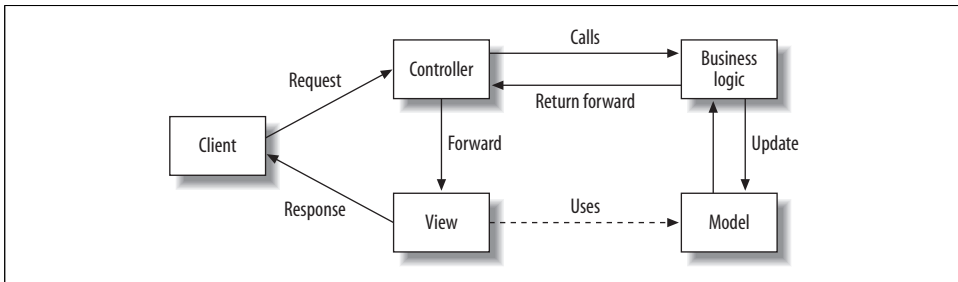 Calls
Business
logic
Controller
Request
Return forward
Client
Forward
Update
Response
Uses
View
Model